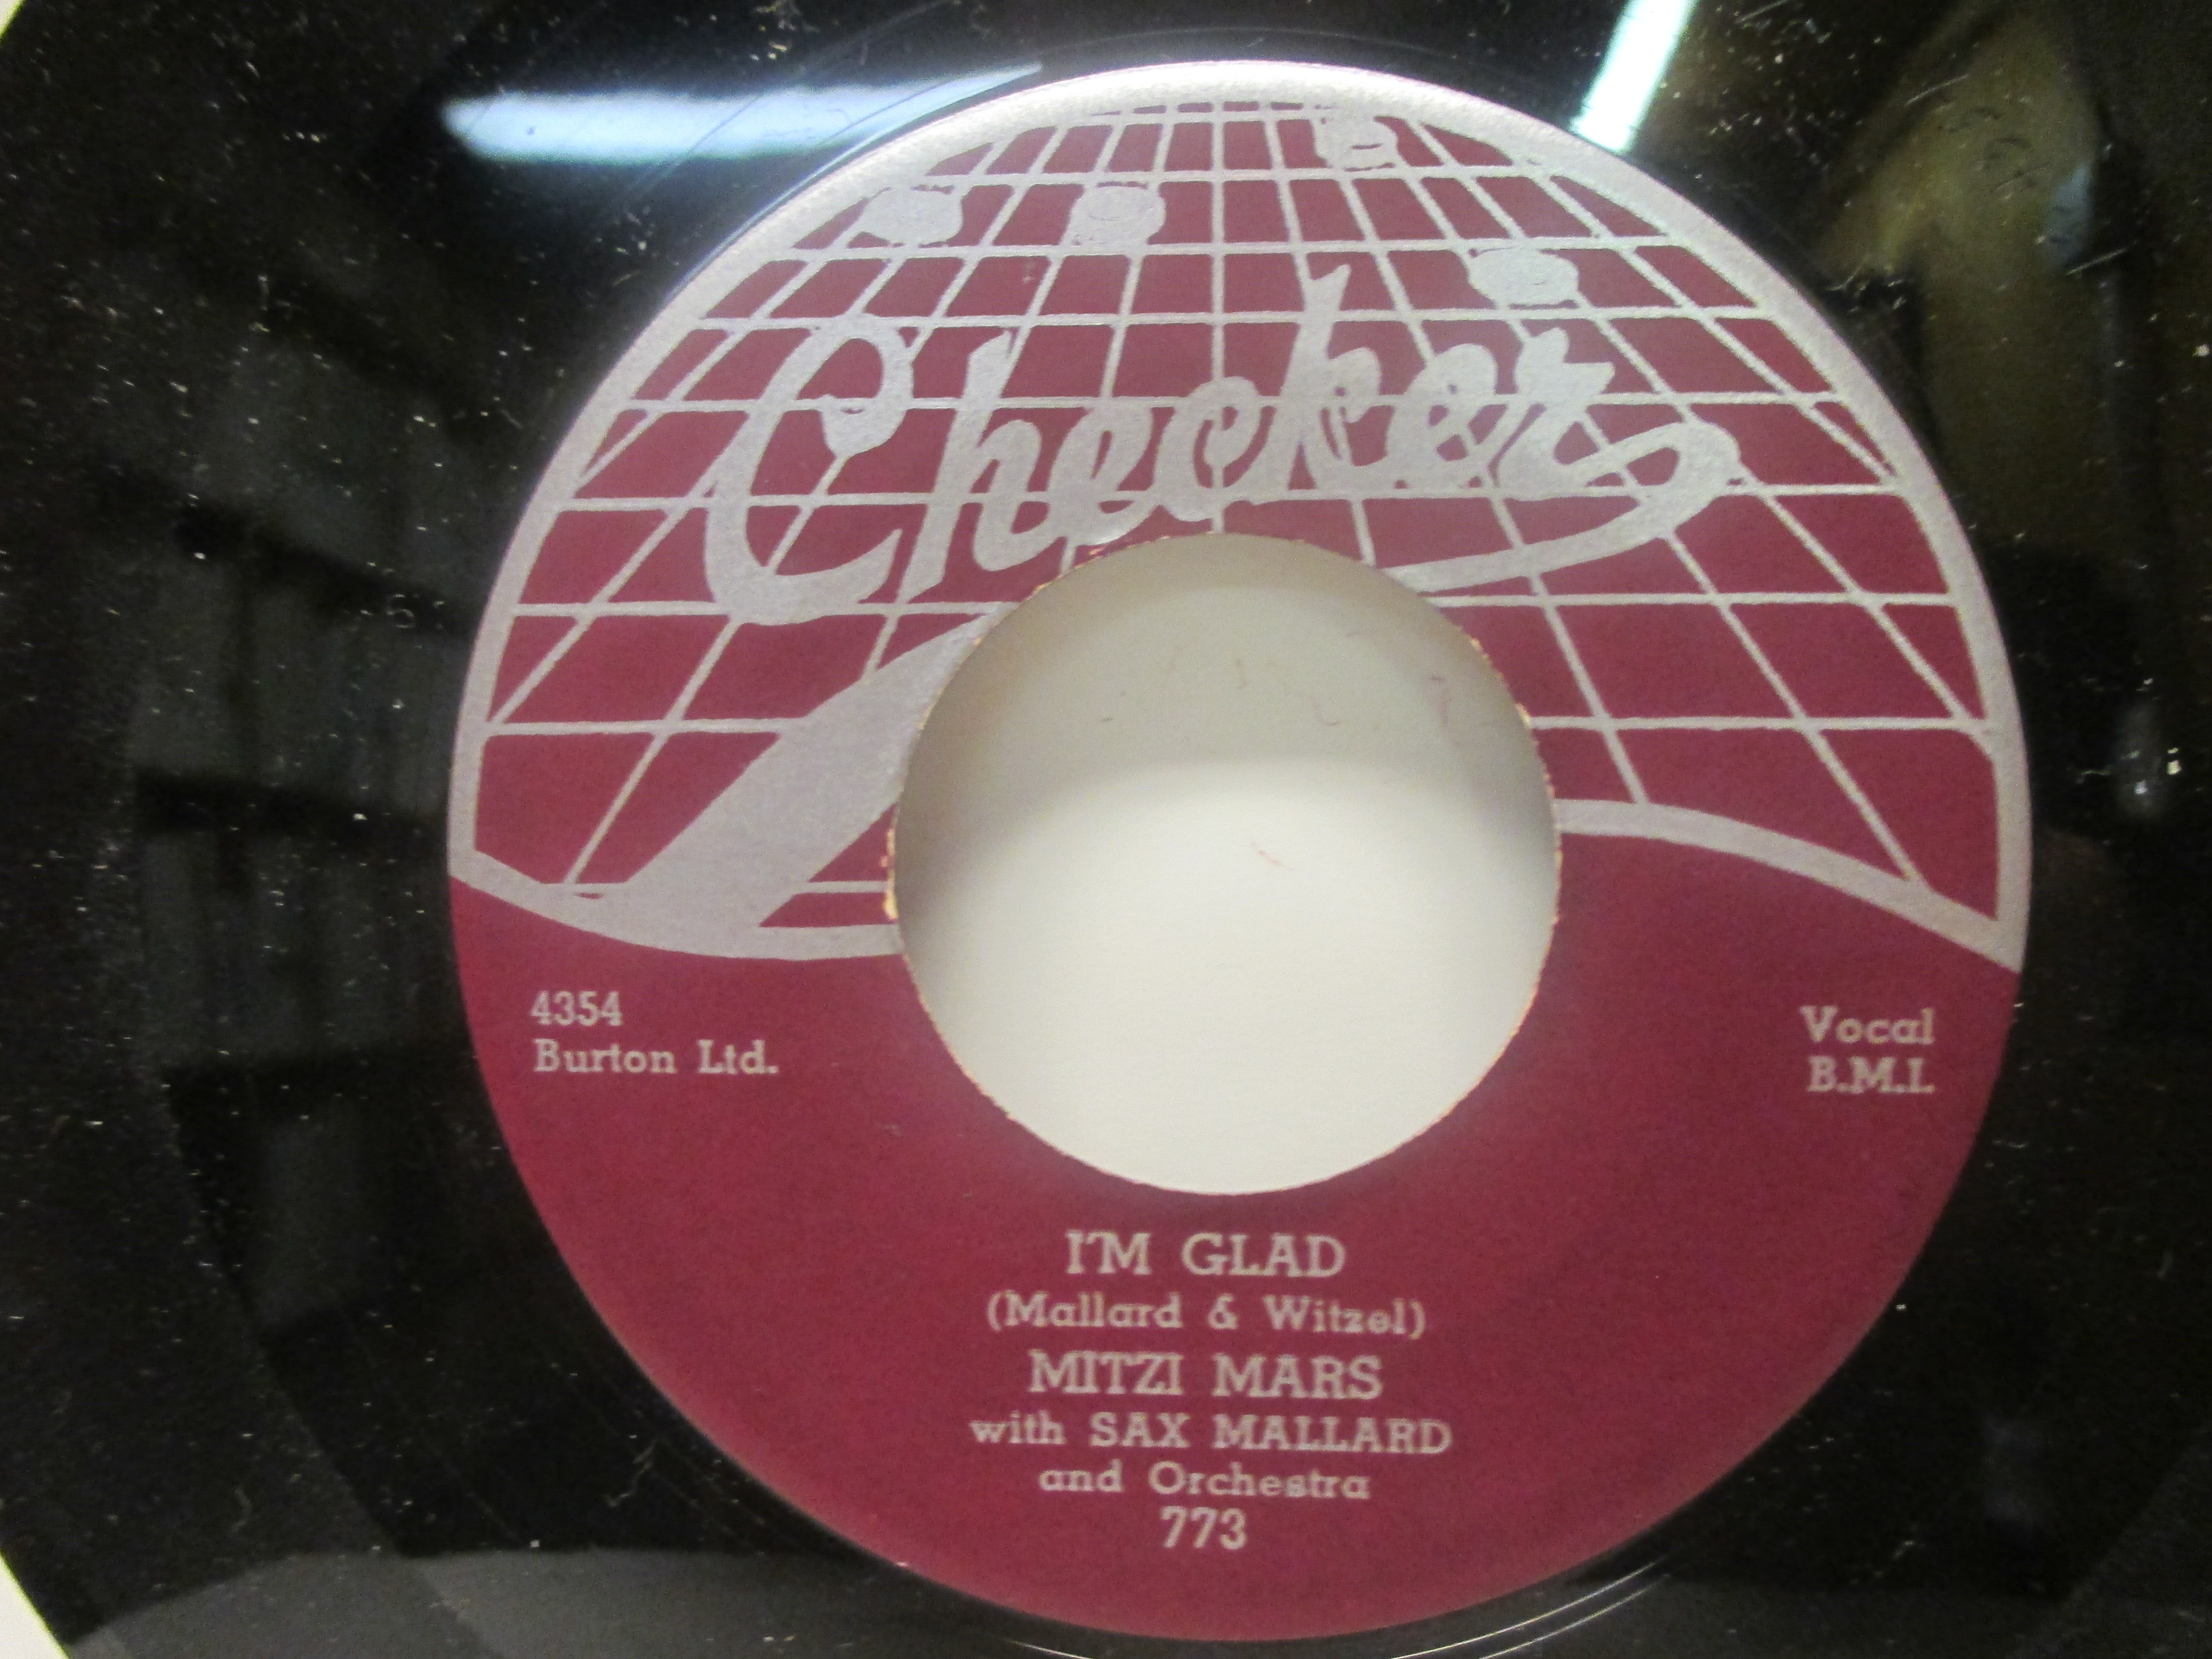 Checker
4354
Burton Ltd.
Vocal
B.M.I.
I'M GLAD
(Mallard & Witzel)
MITZI MARS
with SAX MALLARD
and Orchestra
773